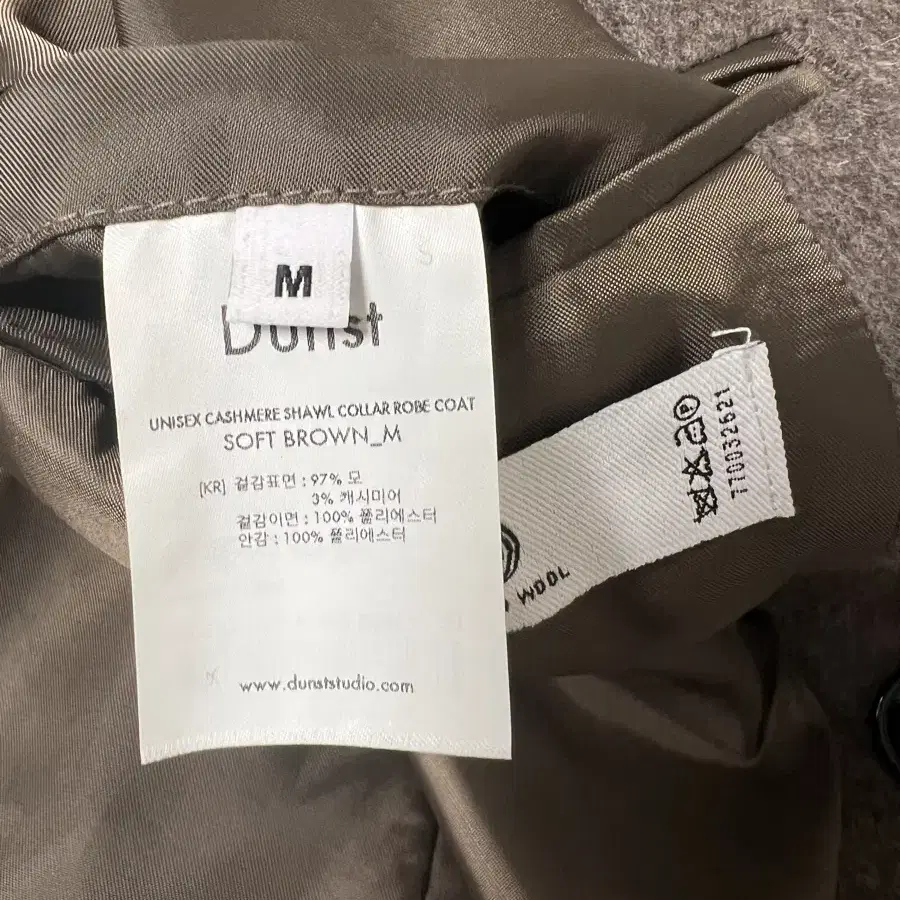 M
Dunst
UNISEX CASHMERE SHAWL COLLAR ROBE COAT
SOFT BROWN_M
[KR] 겉감표면 : 97% 모
3% 캐시미어
겉감이면 : 100% 폴리에스터
안감 : 100% 폴리에스터
www.dunststudio.com
WOOL
770032621